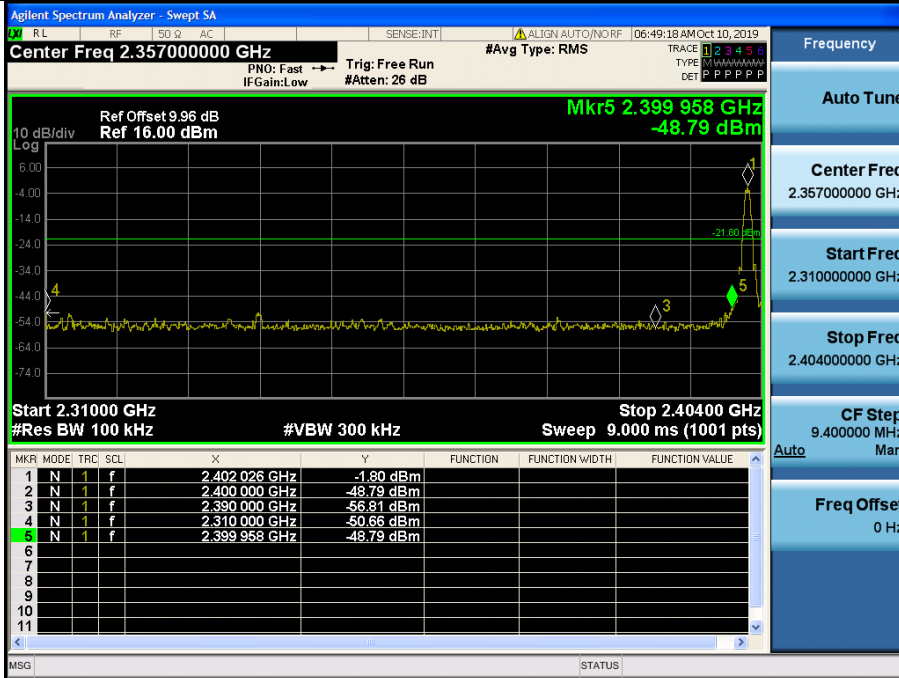 Agilent Spectrum Analyzer - Swept SA
LXI RL RF 50 Ω AC SENSE:INT ALIGN AUTO/NO RF 06:49:18 AM Oct 10, 2019
Center Freq 2.357000000 GHz #Avg Type: RMS TRACE 1 2 3 4 5 6
PNO: Fast Trig: Free Run TYPE M WWWWW
IFGain:Low #Atten: 26 dB DET P P P P P P
Mkr5 2.399 958 GHz
-48.79 dBm
Ref Offset 9.96 dB
10 dB/div Ref 16.00 dBm
Log
6.00
-4.00
-14.0
-24.0
-34.0
-44.0
-54.0
-64.0
-74.0
1
-21.80 dBm
4
5
3
Start 2.31000 GHz Stop 2.40400 GHz
#Res BW 100 kHz #VBW 300 kHz Sweep 9.000 ms (1001 pts)
MKR MODE TRC SCL X Y FUNCTION FUNCTION WIDTH FUNCTION VALUE
1 N 1 f 2.402 026 GHz -1.80 dBm
2 N 1 f 2.400 000 GHz -48.79 dBm
3 N 1 f 2.390 000 GHz -56.81 dBm
4 N 1 f 2.310 000 GHz -50.66 dBm
5 N 1 f 2.399 958 GHz -48.79 dBm
6
7
8
9
10
11
MSG STATUS
Frequency
Auto Tune
Center Freq
2.357000000 GHz
Start Freq
2.310000000 GHz
Stop Freq
2.404000000 GHz
CF Step
9.400000 MHz
Auto Man
Freq Offset
0 Hz